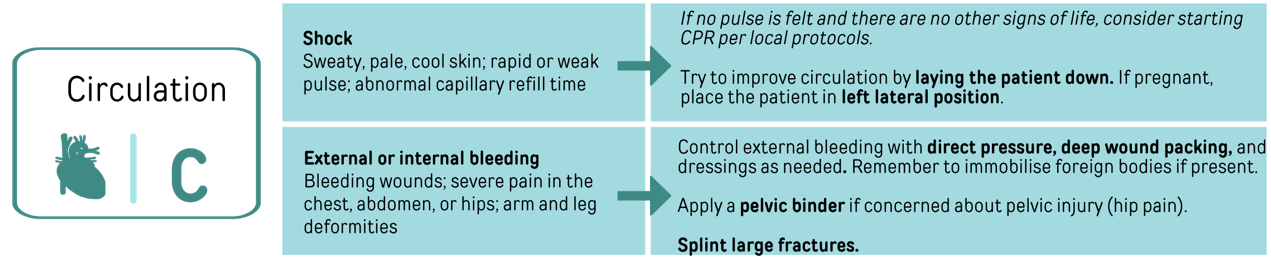 Circulation
C
Shock
Sweaty, pale, cool skin; rapid or weak
pulse; abnormal capillary refill time
If no pulse is felt and there are no other signs of life, consider starting
CPR per local protocols.
Try to improve circulation by laying the patient down. If pregnant,
place the patient in left lateral position.
External or internal bleeding
Bleeding wounds; severe pain in the
chest, abdomen, or hips; arm and leg
deformities
Control external bleeding with direct pressure, deep wound packing, and
dressings as needed. Remember to immobilise foreign bodies if present.
Apply a pelvic binder if concerned about pelvic injury (hip pain).
Splint large fractures.